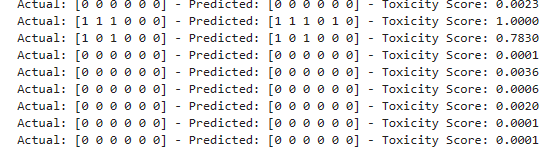 Actual: [0 0 0 0 0 0] - Predicted: [0 0 0 0 0 0] - Toxicity Score: 0.0023
Actual: [1 1 1 0 0 0] - Predicted: [1 1 1 0 1 0] - Toxicity Score: 1.0000
Actual: [1 0 1 0 0 0] - Predicted: [1 0 1 0 0 0] - Toxicity Score: 0.7830
Actual: [0 0 0 0 0 0] - Predicted: [0 0 0 0 0 0] - Toxicity Score: 0.0001
Actual: [0 0 0 0 0 0] - Predicted: [0 0 0 0 0 0] - Toxicity Score: 0.0036
Actual: [0 0 0 0 0 0] - Predicted: [0 0 0 0 0 0] - Toxicity Score: 0.0006
Actual: [0 0 0 0 0 0] - Predicted: [0 0 0 0 0 0] - Toxicity Score: 0.0020
Actual: [0 0 0 0 0 0] - Predicted: [0 0 0 0 0 0] - Toxicity Score: 0.0001
Actual: [0 0 0 0 0 0] - Predicted: [0 0 0 0 0 0] - Toxicity Score: 0.0001